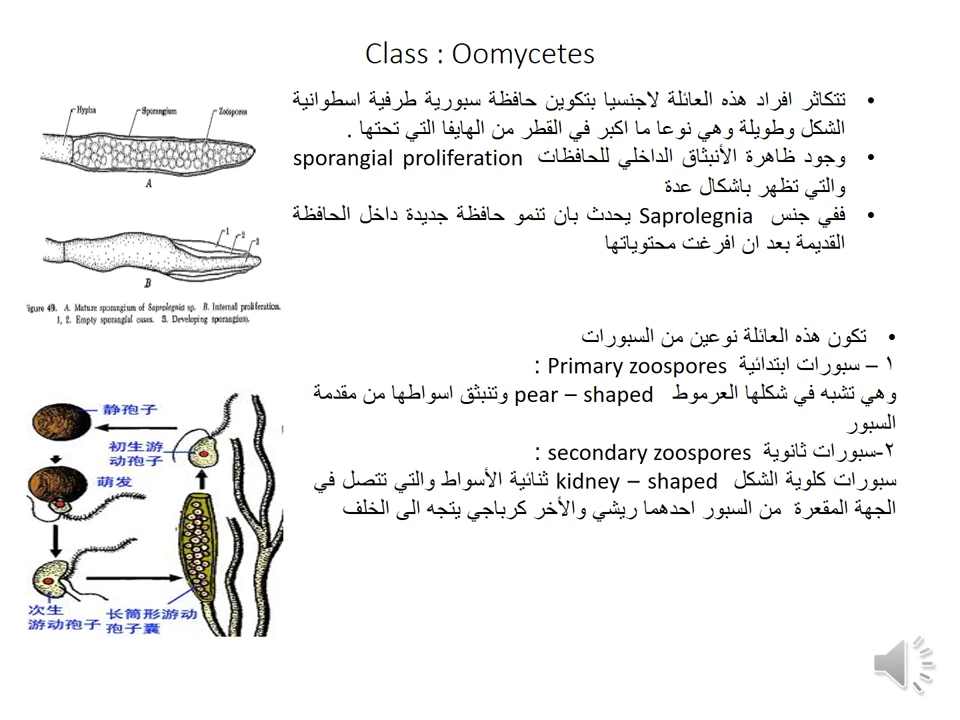 Class : Oomycetes
• تتكاثر افراد هذه العائلة لاجنسيا بتكوين حافظة سبورية طرفية اسطوانية
الشكل وطويلة وهي نوعا ما اكبر في القطر من الهايفا التي تحتها .
• وجود ظاهرة الأنبثاق الداخلي للحافظات sporangial proliferation
والتي تظهر باشكال عدة
• ففي جنس Saprolegnia يحدث بان تنمو حافظة جديدة داخل الحافظة
القديمة بعد ان افرغت محتوياتها
Hypha Sporangium Zoöspores
A
1
2
3
B
Figure 49. A. Mature sporangium of Saprolegnia sp. B. Internal proliferation.
1, 2. Empty sporangial cases. 3. Developing sporangium.
• تكون هذه العائلة نوعين من السبورات
١ – سبورات ابتدائية Primary zoospores :
وهي تشبه في شكلها العرموط pear – shaped وتنبثق اسواطها من مقدمة
السبور
٢-سبورات ثانوية secondary zoospores :
سبورات كلوية الشكل kidney – shaped ثنائية الأسواط والتي تتصل في
الجهة المقعرة من السبور احدهما ريشي والأخر كرباجي يتجه الى الخلف
静孢子
初生游
动孢子
萌发
次生
游动孢子
长筒形游动
孢子囊